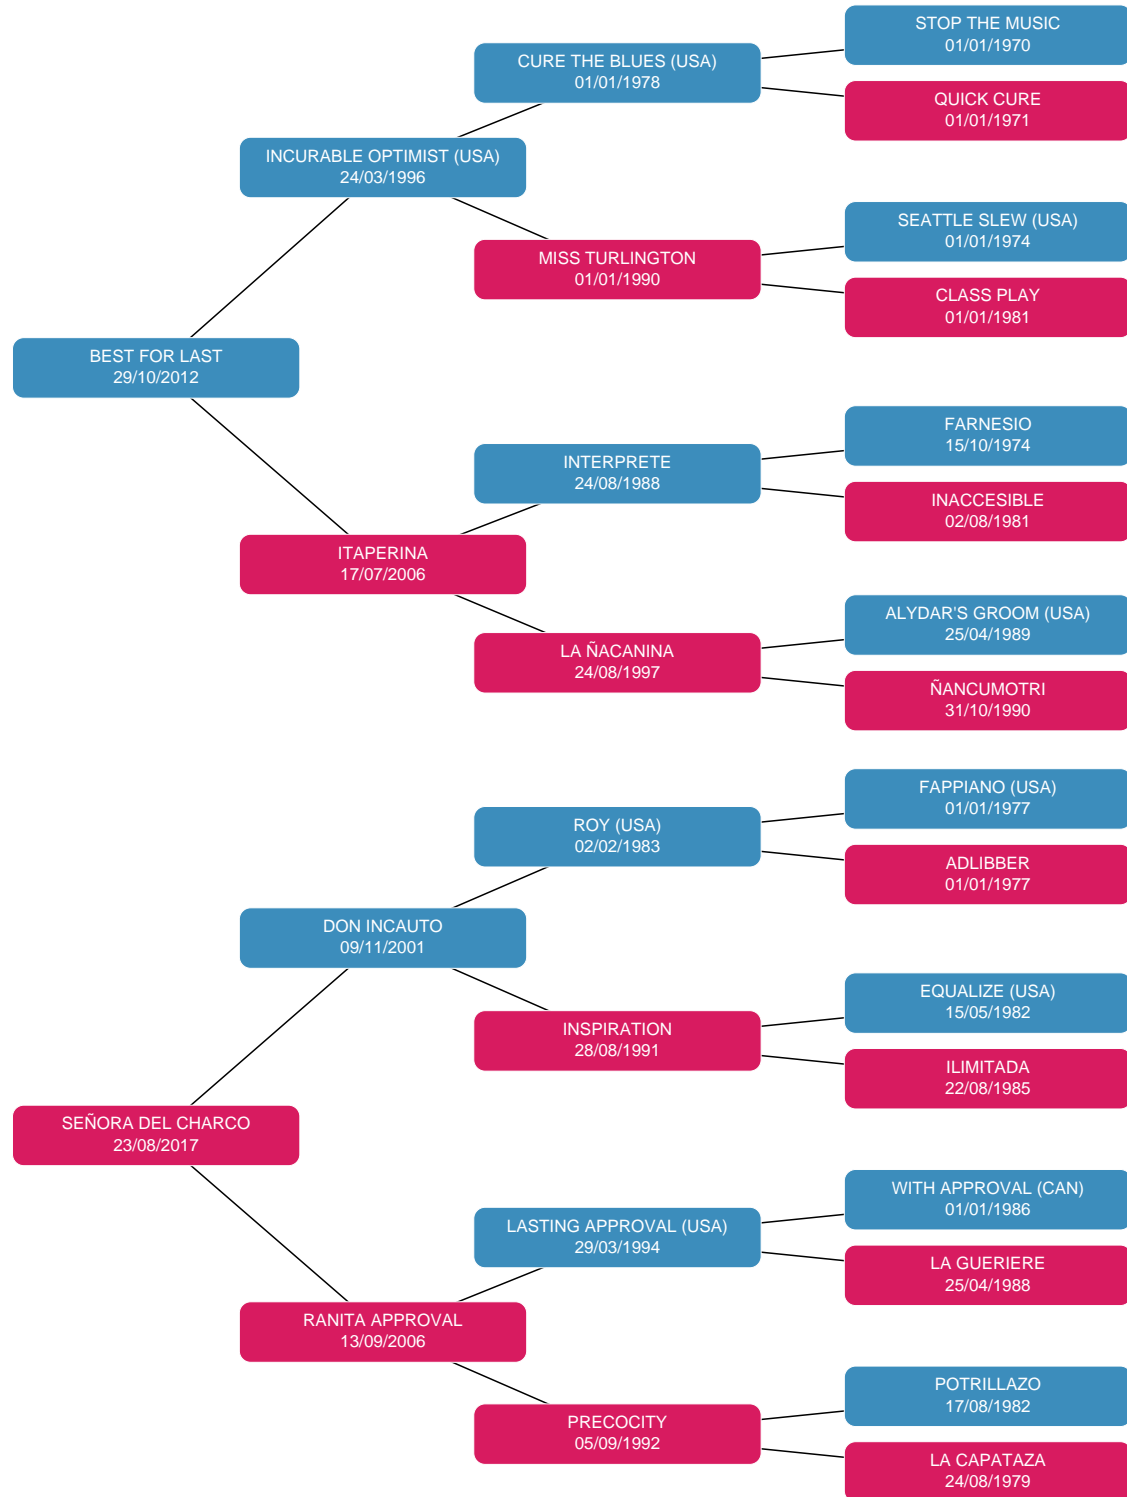 STOP THE MUSIC
01/01/1970
CURE THE BLUES (USA)
01/01/1978
QUICK CURE
01/01/1971
INCURABLE OPTIMIST (USA)
24/03/1996
SEATTLE SLEW (USA)
01/01/1974
MISS TURLINGTON
01/01/1990
CLASS PLAY
01/01/1981
BEST FOR LAST
29/10/2012
FARNESIO
15/10/1974
INTERPRETE
24/08/1988
INACCESIBLE
02/08/1981
ITAPERINA
17/07/2006
ALYDAR'S GROOM (USA)
25/04/1989
LA ÑACANINA
24/08/1997
ÑANCUMOTRI
31/10/1990
FAPPIANO (USA)
01/01/1977
ROY (USA)
02/02/1983
ADLIBBER
01/01/1977
DON INCAUTO
09/11/2001
EQUALIZE (USA)
15/05/1982
INSPIRATION
28/08/1991
ILIMITADA
22/08/1985
SEÑORA DEL CHARCO
23/08/2017
WITH APPROVAL (CAN)
01/01/1986
LASTING APPROVAL (USA)
29/03/1994
LA GUERIERE
25/04/1988
RANITA APPROVAL
13/09/2006
POTRILLAZO
17/08/1982
PRECOCITY
05/09/1992
LA CAPATAZA
24/08/1979